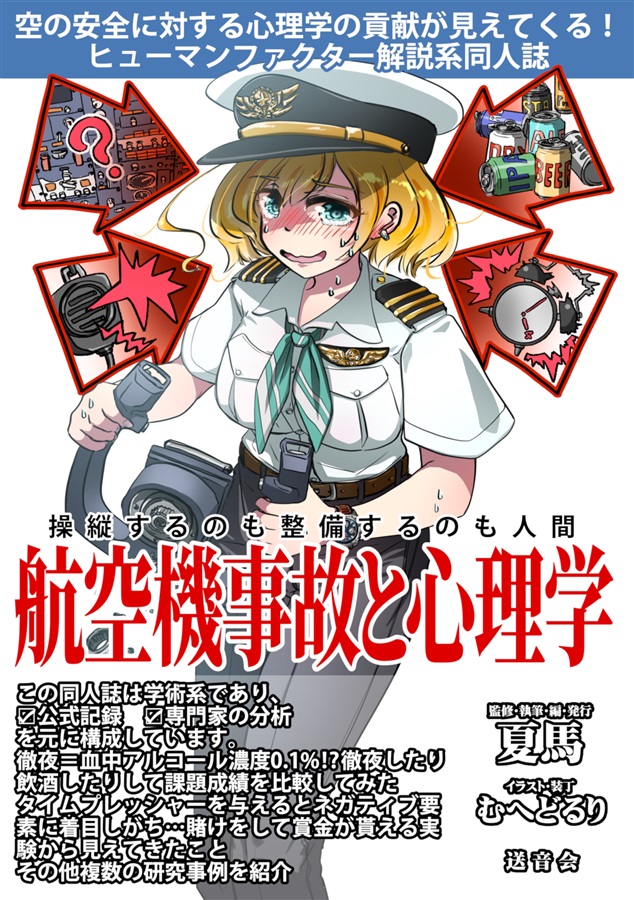 空の安全に対する心理学の貢献が見えてくる！
ヒューマンファクター解説系同人誌
?
BEER
操縦するのも整備するのも人間
航空機事故と心理学
この同人誌は学術系であり、
☑公式記録　☑専門家の分析
を元に構成しています。
徹夜＝血中アルコール濃度0.1%!?徹夜したり
飲酒したりして課題成績を比較してみた
タイムプレッシャーを与えるとネガティブ要
素に着目しがち…賭けをして賞金が貰える実
験から見えてきたこと
その他複数の研究事例を紹介
監修・執筆・編・発行
夏馬
イラスト・装丁
むへどるり
送音会